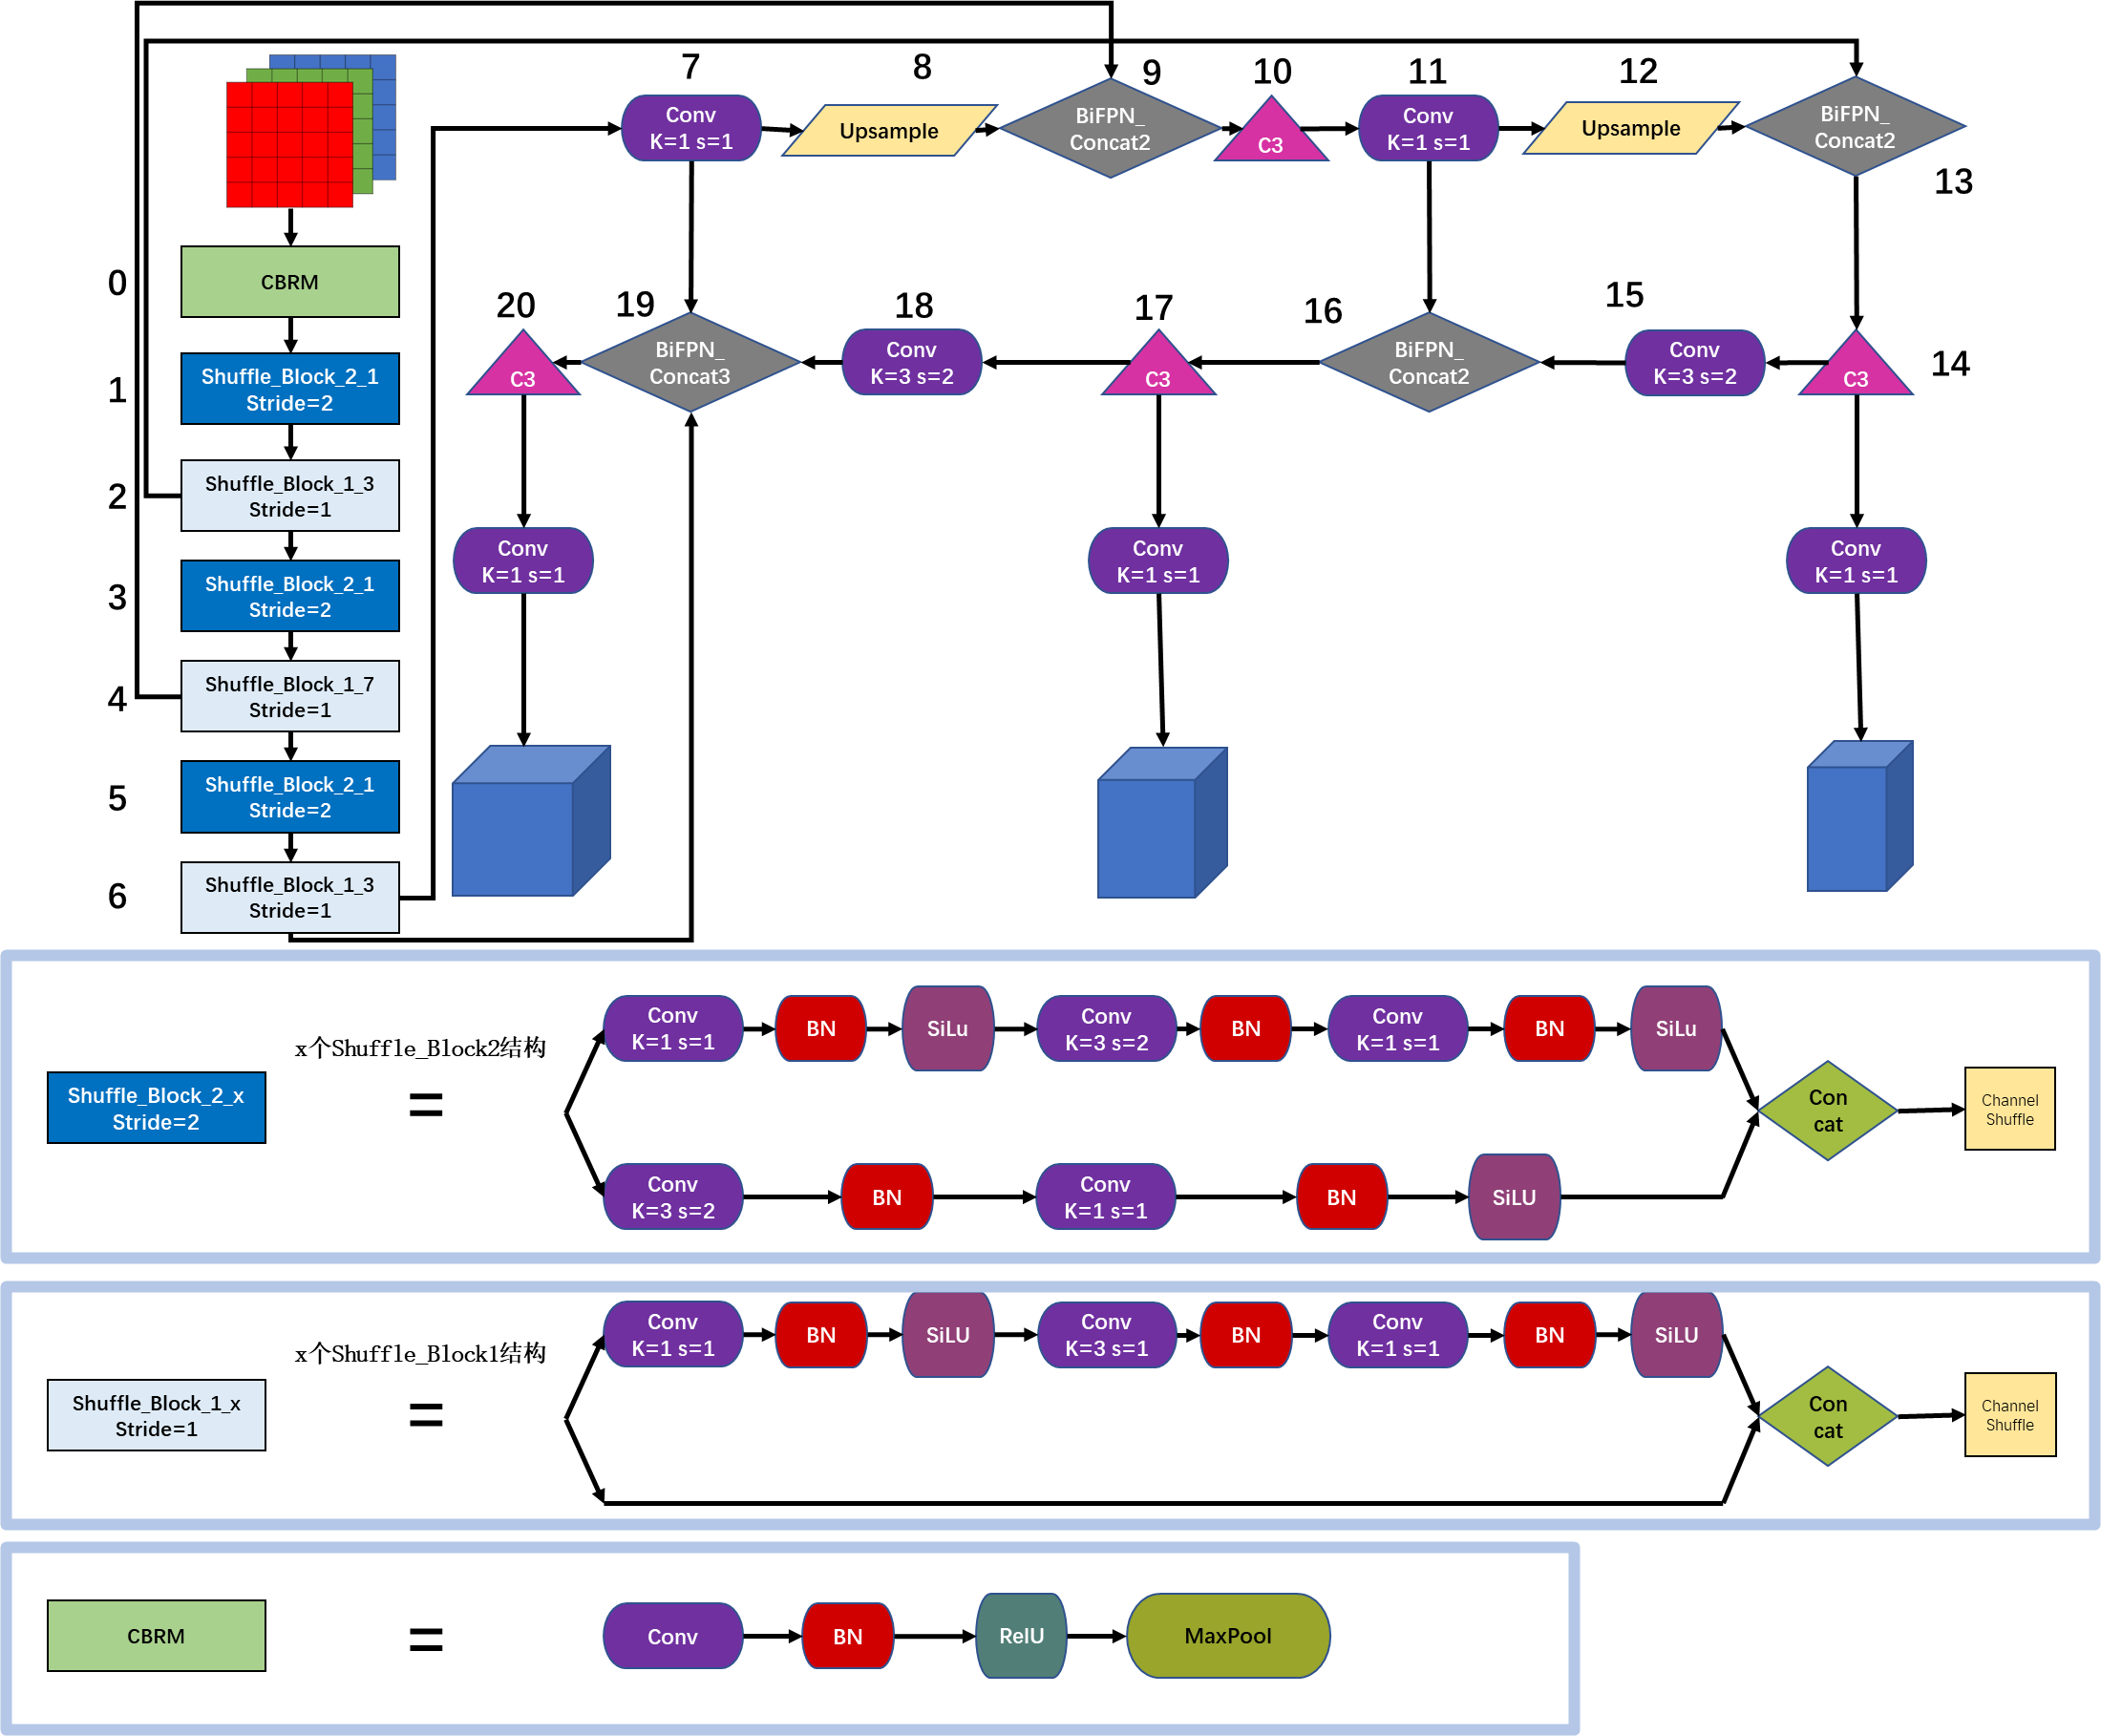 7
8
9
10
11
12
Conv
K=1 s=1
Upsample
BiFPN_
Concat2
C3
Conv
K=1 s=1
Upsample
BiFPN_
Concat2
13
0
CBRM
1
Shuffle_Block_2_1
Stride=2
2
Shuffle_Block_1_3
Stride=1
3
Shuffle_Block_2_1
Stride=2
4
Shuffle_Block_1_7
Stride=1
5
Shuffle_Block_2_1
Stride=2
6
Shuffle_Block_1_3
Stride=1
20
19
18
17
16
15
14
C3
BiFPN_
Concat3
Conv
K=3 s=2
C3
BiFPN_
Concat2
Conv
K=3 s=2
C3
Conv
K=1 s=1
Conv
K=1 s=1
Conv
K=1 s=1
Shuffle_Block_2_x
Stride=2
x个Shuffle_Block2结构
=
Conv
K=1 s=1
BN
SiLu
Conv
K=3 s=2
BN
Conv
K=1 s=1
BN
SiLu
Conv
K=3 s=2
BN
Conv
K=1 s=1
BN
SiLU
Con
cat
Channel
Shuffle
Shuffle_Block_1_x
Stride=1
x个Shuffle_Block1结构
=
Conv
K=1 s=1
BN
SiLU
Conv
K=3 s=1
BN
Conv
K=1 s=1
BN
SiLU
Con
cat
Channel
Shuffle
CBRM
=
Conv
BN
RelU
MaxPool